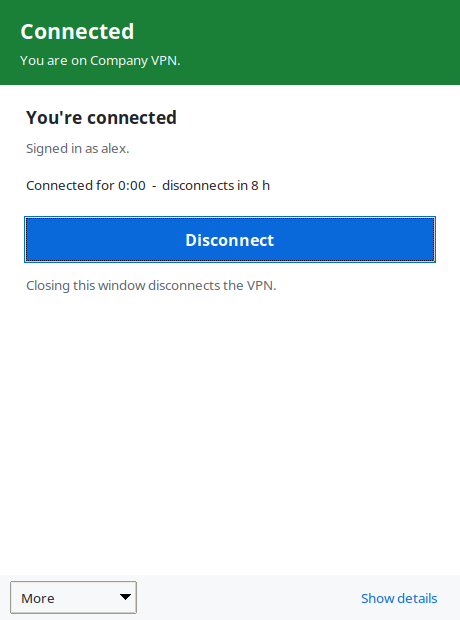 Connected
You are on Company VPN.
You're connected
Signed in as alex.
Connected for 0:00 - disconnects in 8 h
Disconnect
Closing this window disconnects the VPN.
More
Show details